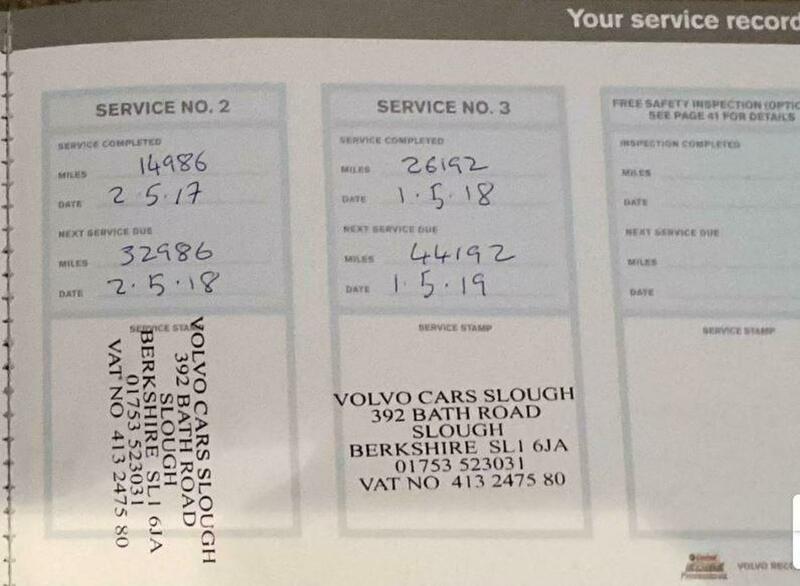 Your service record
SERVICE NO. 2
SERVICE COMPLETED
MILES 14986
DATE 2.5.17
NEXT SERVICE DUE
MILES 32986
DATE 2.5.18
SERVICE STAMP
VOLVO CARS SLOUGH
392 BATH ROAD
SLOUGH
BERKSHIRE SL1 6JA
01753 523031
VAT NO 413 2475 80
SERVICE NO. 3
SERVICE COMPLETED
MILES 26192
DATE 1.5.18
NEXT SERVICE DUE
MILES 44192
DATE 1.5.19
SERVICE STAMP
VOLVO CARS SLOUGH
392 BATH ROAD
SLOUGH
BERKSHIRE SL1 6JA
01753 523031
VAT NO 413 2475 80
FREE SAFETY INSPECTION (OPTIO
SEE PAGE 41 FOR DETAILS
INSPECTION COMPLETED
MILES
DATE
NEXT SERVICE DUE
MILES
DATE
SERVICE STAMP
VOLVO